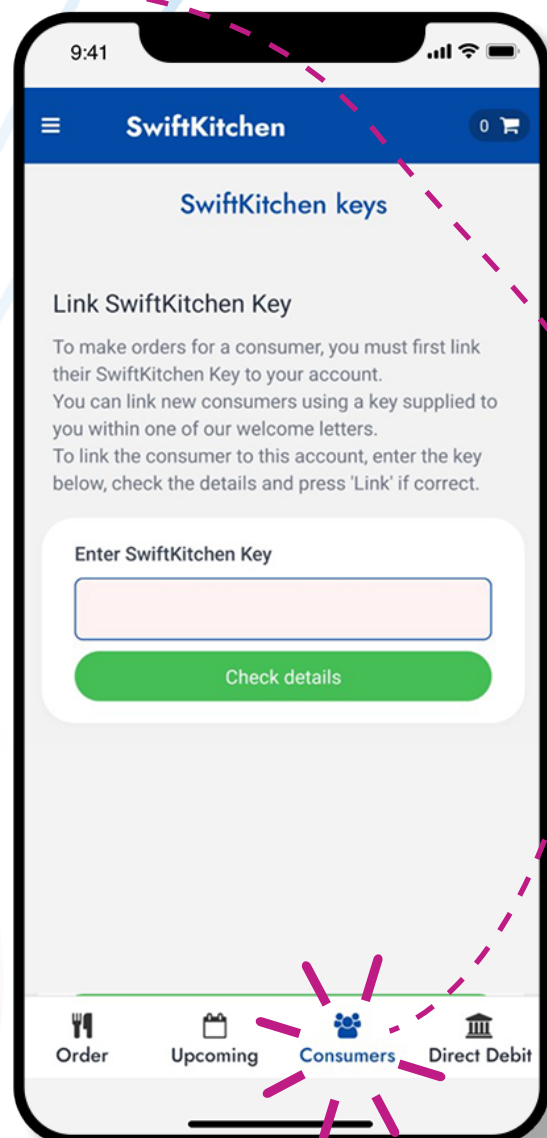 9:41
SwiftKitchen
0
SwiftKitchen keys
Link SwiftKitchen Key
To make orders for a consumer, you must first link
their SwiftKitchen Key to your account.
You can link new consumers using a key supplied to
you within one of our welcome letters.
To link the consumer to this account, enter the key
below, check the details and press 'Link' if correct.
Enter SwiftKitchen Key
Check details
Order Upcoming Consumers Direct Debit